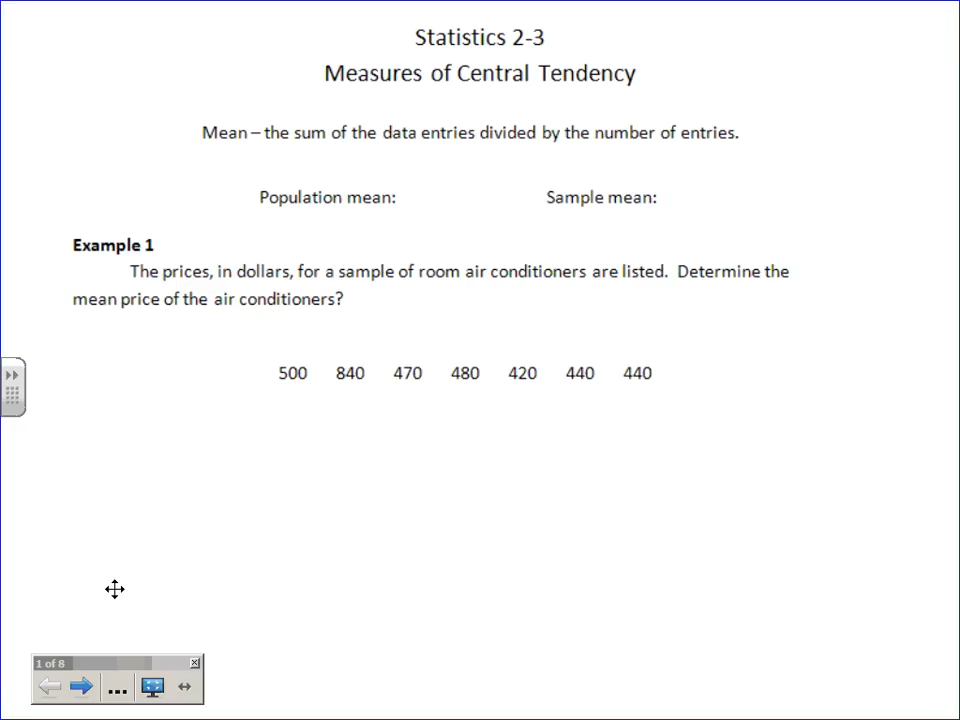 Statistics 2-3
Measures of Central Tendency
Mean – the sum of the data entries divided by the number of entries.
Population mean: Sample mean:
Example 1
The prices, in dollars, for a sample of room air conditioners are listed. Determine the
mean price of the air conditioners?
500 840 470 480 420 440 440
1 of 8
...